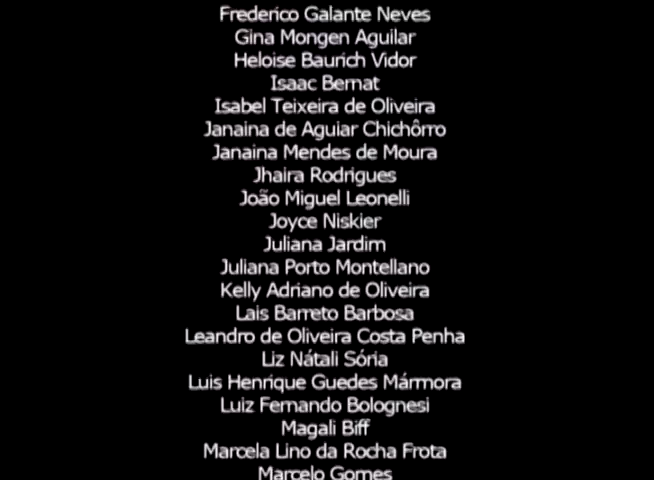 Frederico Galante Neves
Gina Mongen Aguilar
Heloise Baurich Vidor
Isaac Bernat
Isabel Teixeira de Oliveira
Janaina de Aguiar Chichôrro
Janaina Mendes de Moura
Jhaira Rodrigues
João Miguel Leonelli
Joyce Niskier
Juliana Jardim
Juliana Porto Montellano
Kelly Adriano de Oliveira
Lais Barreto Barbosa
Leandro de Oliveira Costa Penha
Liz Nátali Sória
Luis Henrique Guedes Mármora
Luiz Fernando Bolognesi
Magali Biff
Marcela Lino da Rocha Frota
Marcelo Gomes